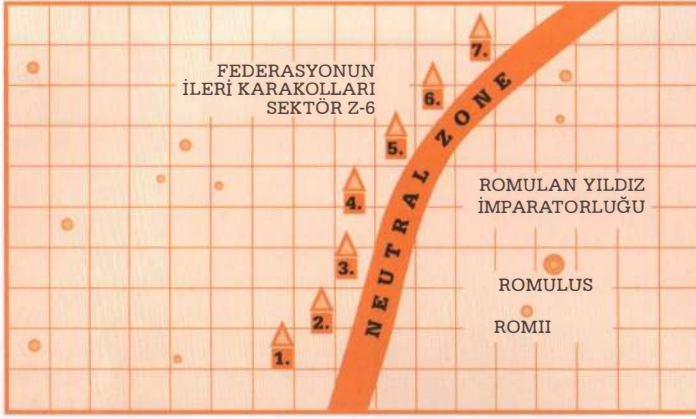 7.
FEDERASYONUN
İLERİ KARAKOLLARI
SEKTÖR Z-6
6.
5.
NEUTRAL ZONE
4.
ROMULAN YILDIZ
İMPARATORLUĞU
3.
ROMULUS
2.
ROMII
1.